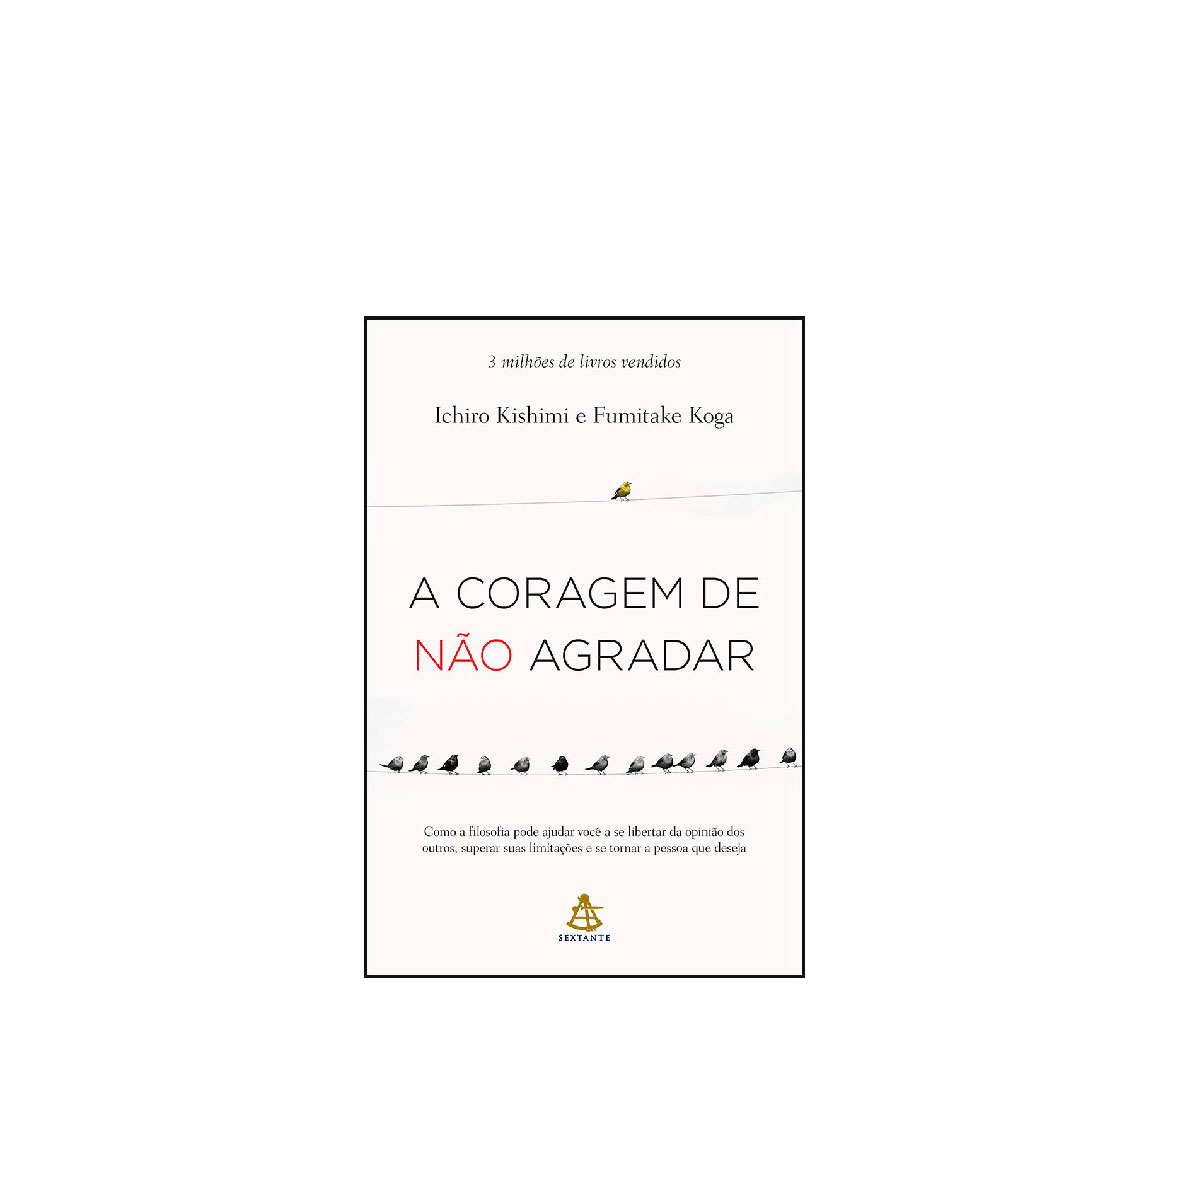 3 milhões de livros vendidos
Ichiro Kishimi e Fumitake Koga
A CORAGEM DE
NÃO AGRADAR
Como a filosofia pode ajudar você a se libertar da opinião dos
outros, superar suas limitações e se tornar a pessoa que deseja
SEXTANTE